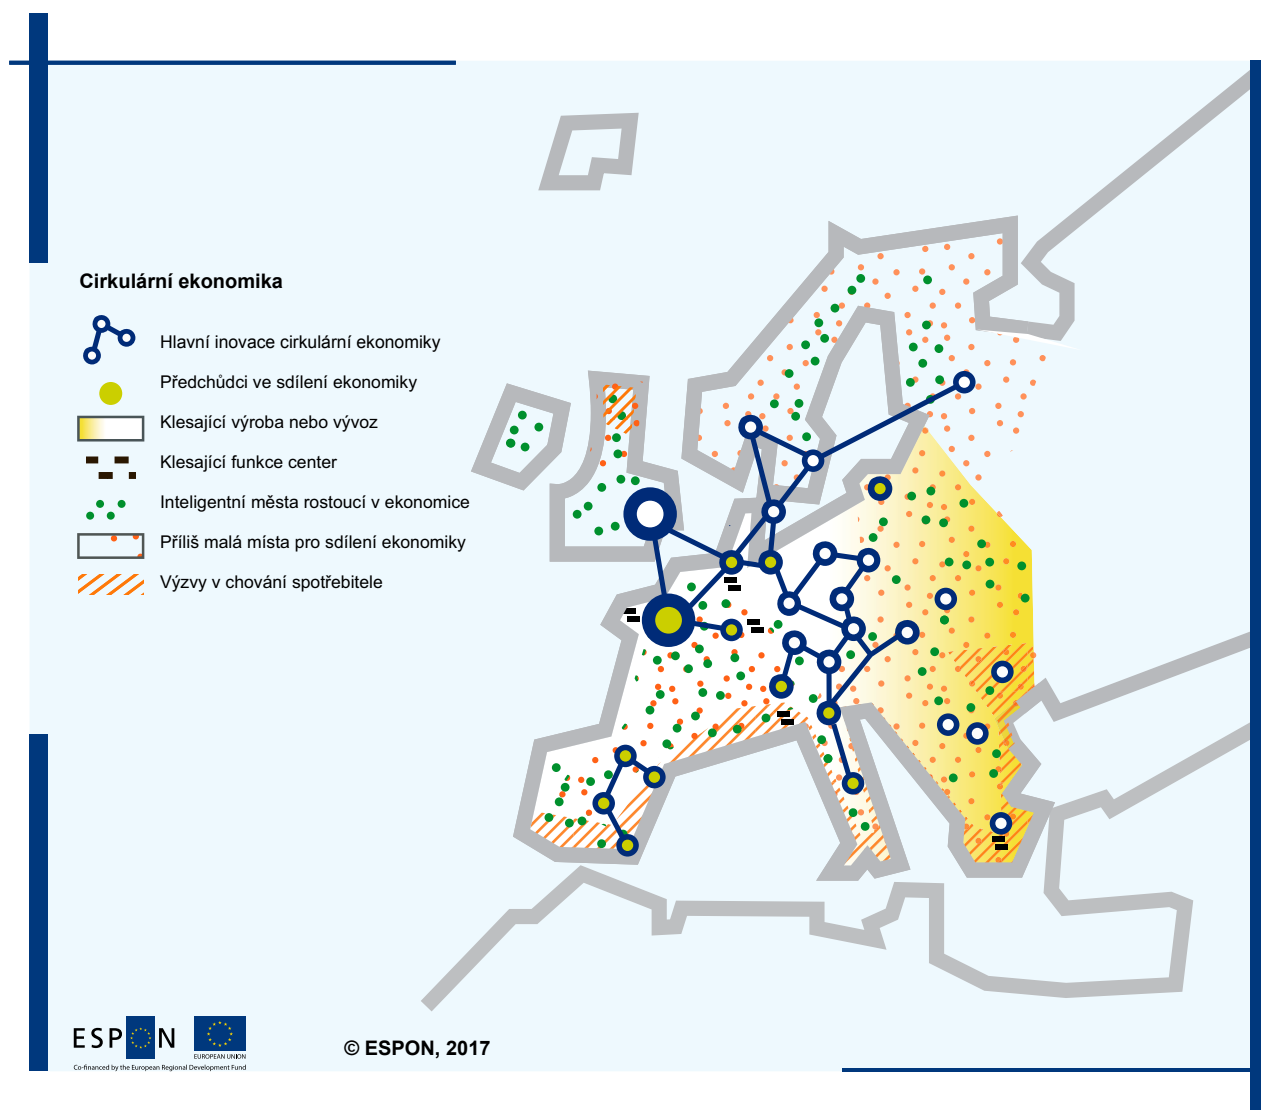 Cirkulární ekonomika
Hlavní inovace cirkulární ekonomiky
Předchůdci ve sdílení ekonomiky
Klesající výroba nebo vývoz
Klesající funkce center
Inteligentní města rostoucí v ekonomice
Příliš malá místa pro sdílení ekonomiky
Výzvy v chování spotřebitele
ESPON
EUROPEAN UNION
Co-financed by the European Regional Development Fund
© ESPON, 2017